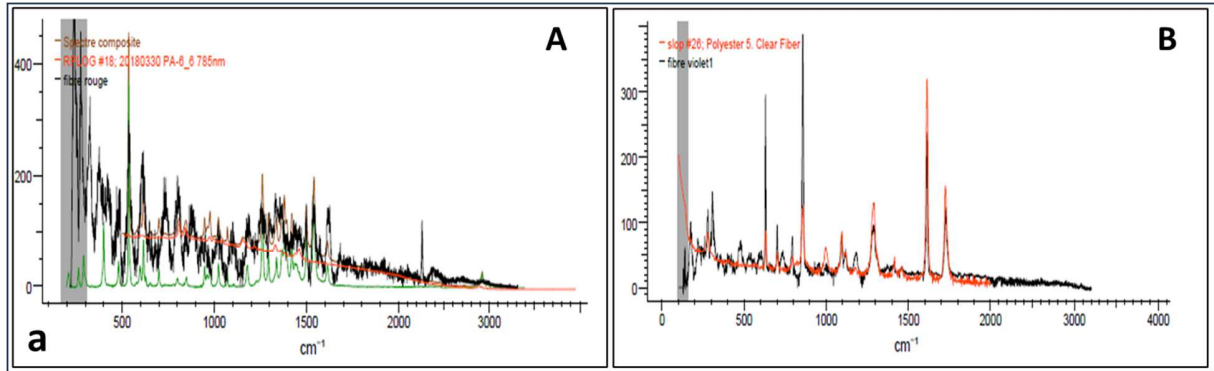 A
Spectre composite
RPLOG #18; 20180330 PA-6_6 785nm
fibre rouge
400
200
0
500 1000 1500 2000 2500 3000
cm⁻¹
a
B
slop #26; Polyester 5. Clear Fiber
fibre violet1
300
200
100
0
0 500 1000 1500 2000 2500 3000 3500 4000
cm⁻¹